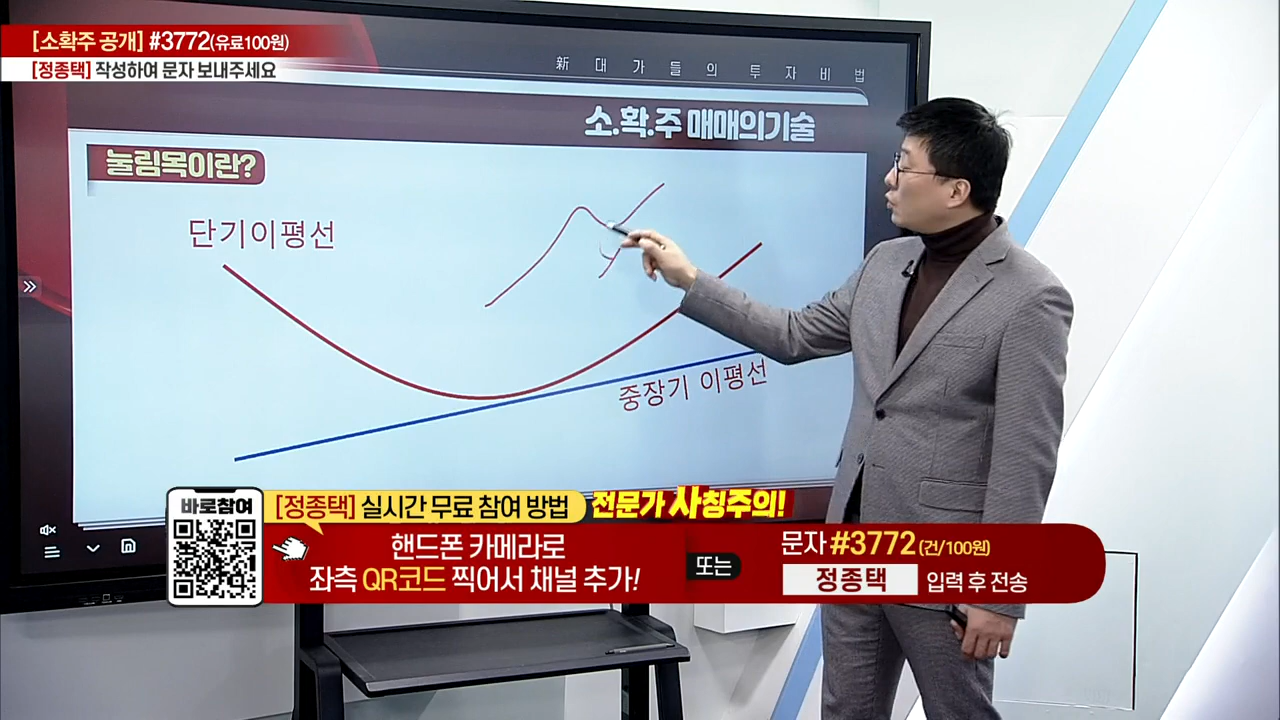 [소확주 공개] #3772(유료100원)
[정종택] 작성하여 문자 보내주세요
新 대 가 들 의 투 자 비 법
소.확.주 매매의기술
눌림목이란?
단기이평선
중장기 이평선
바로참여
[정종택] 실시간 무료 참여 방법
전문가 사칭주의!
핸드폰 카메라로
좌측 QR코드 찍어서 채널 추가!
또는
문자 #3772 (건/100원)
정종택 입력 후 전송